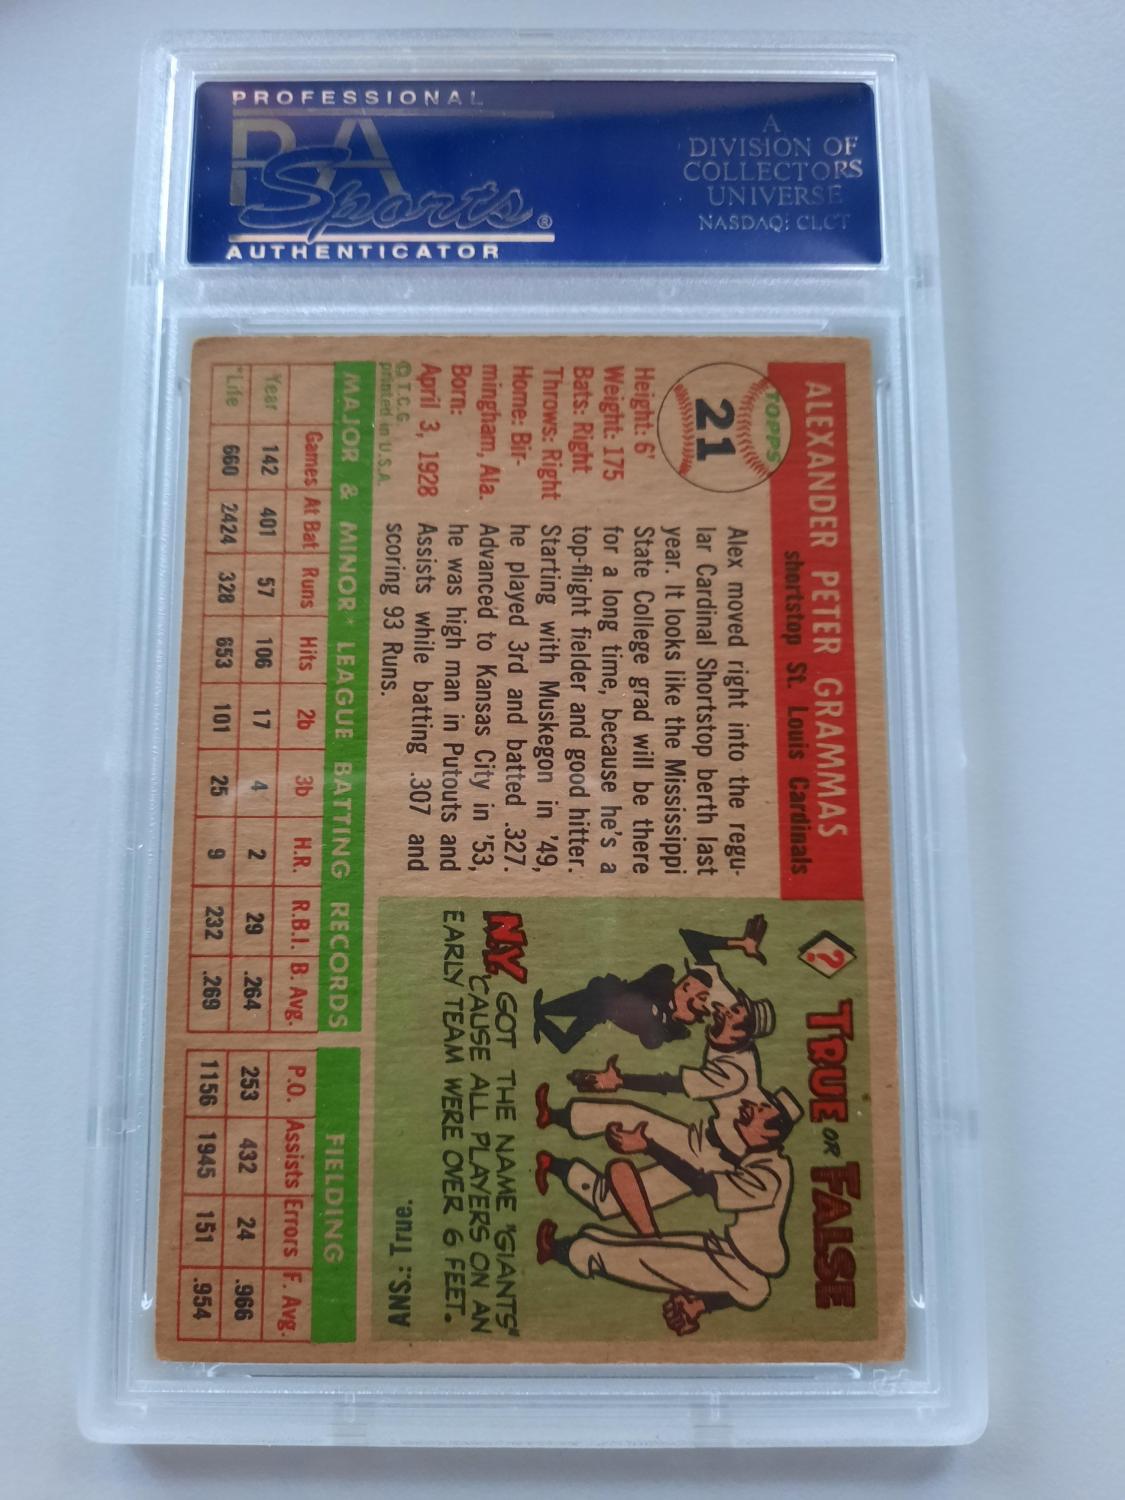 PROFESSIONAL
PSA
Sports®
AUTHENTICATOR
A
DIVISION OF
COLLECTORS
UNIVERSE
NASDAQ: CLCT
TOPPS
21
ALEXANDER PETER GRAMMAS
shortstop St. Louis Cardinals
Height: 6'
Weight: 175
Bats: Right
Throws: Right
Home: Bir-
mingham, Ala.
Born:
April 3, 1928
© T.C.G.
printed in U.S.A.
Alex moved right into the regu-
lar Cardinal Shortstop berth last
year. It looks like the Mississippi
State College grad will be there
for a long time, because he's a
top-flight fielder and good hitter.
Starting with Muskegon in '49,
he played 3rd and batted .327.
Advanced to Kansas City in '53,
he was high man in Putouts and
Assists while batting .307 and
scoring 93 Runs.
? TRUE OR FALSE
N.Y. GOT THE NAME "GIANTS"
'CAUSE ALL PLAYERS ON AN
EARLY TEAM WERE OVER 6 FEET.
ANS.: True.
MAJOR & MINOR* LEAGUE BATTING RECORDS FIELDING
Games At Bat Runs Hits 2b 3b H.R. R.B.I. B. Avg. P.O. Assists Errors F. Avg.
Year 142 401 57 106 17 4 2 29 .264 253 432 24 .966
*Life 660 2424 328 653 101 25 9 232 .269 1156 1945 151 .954